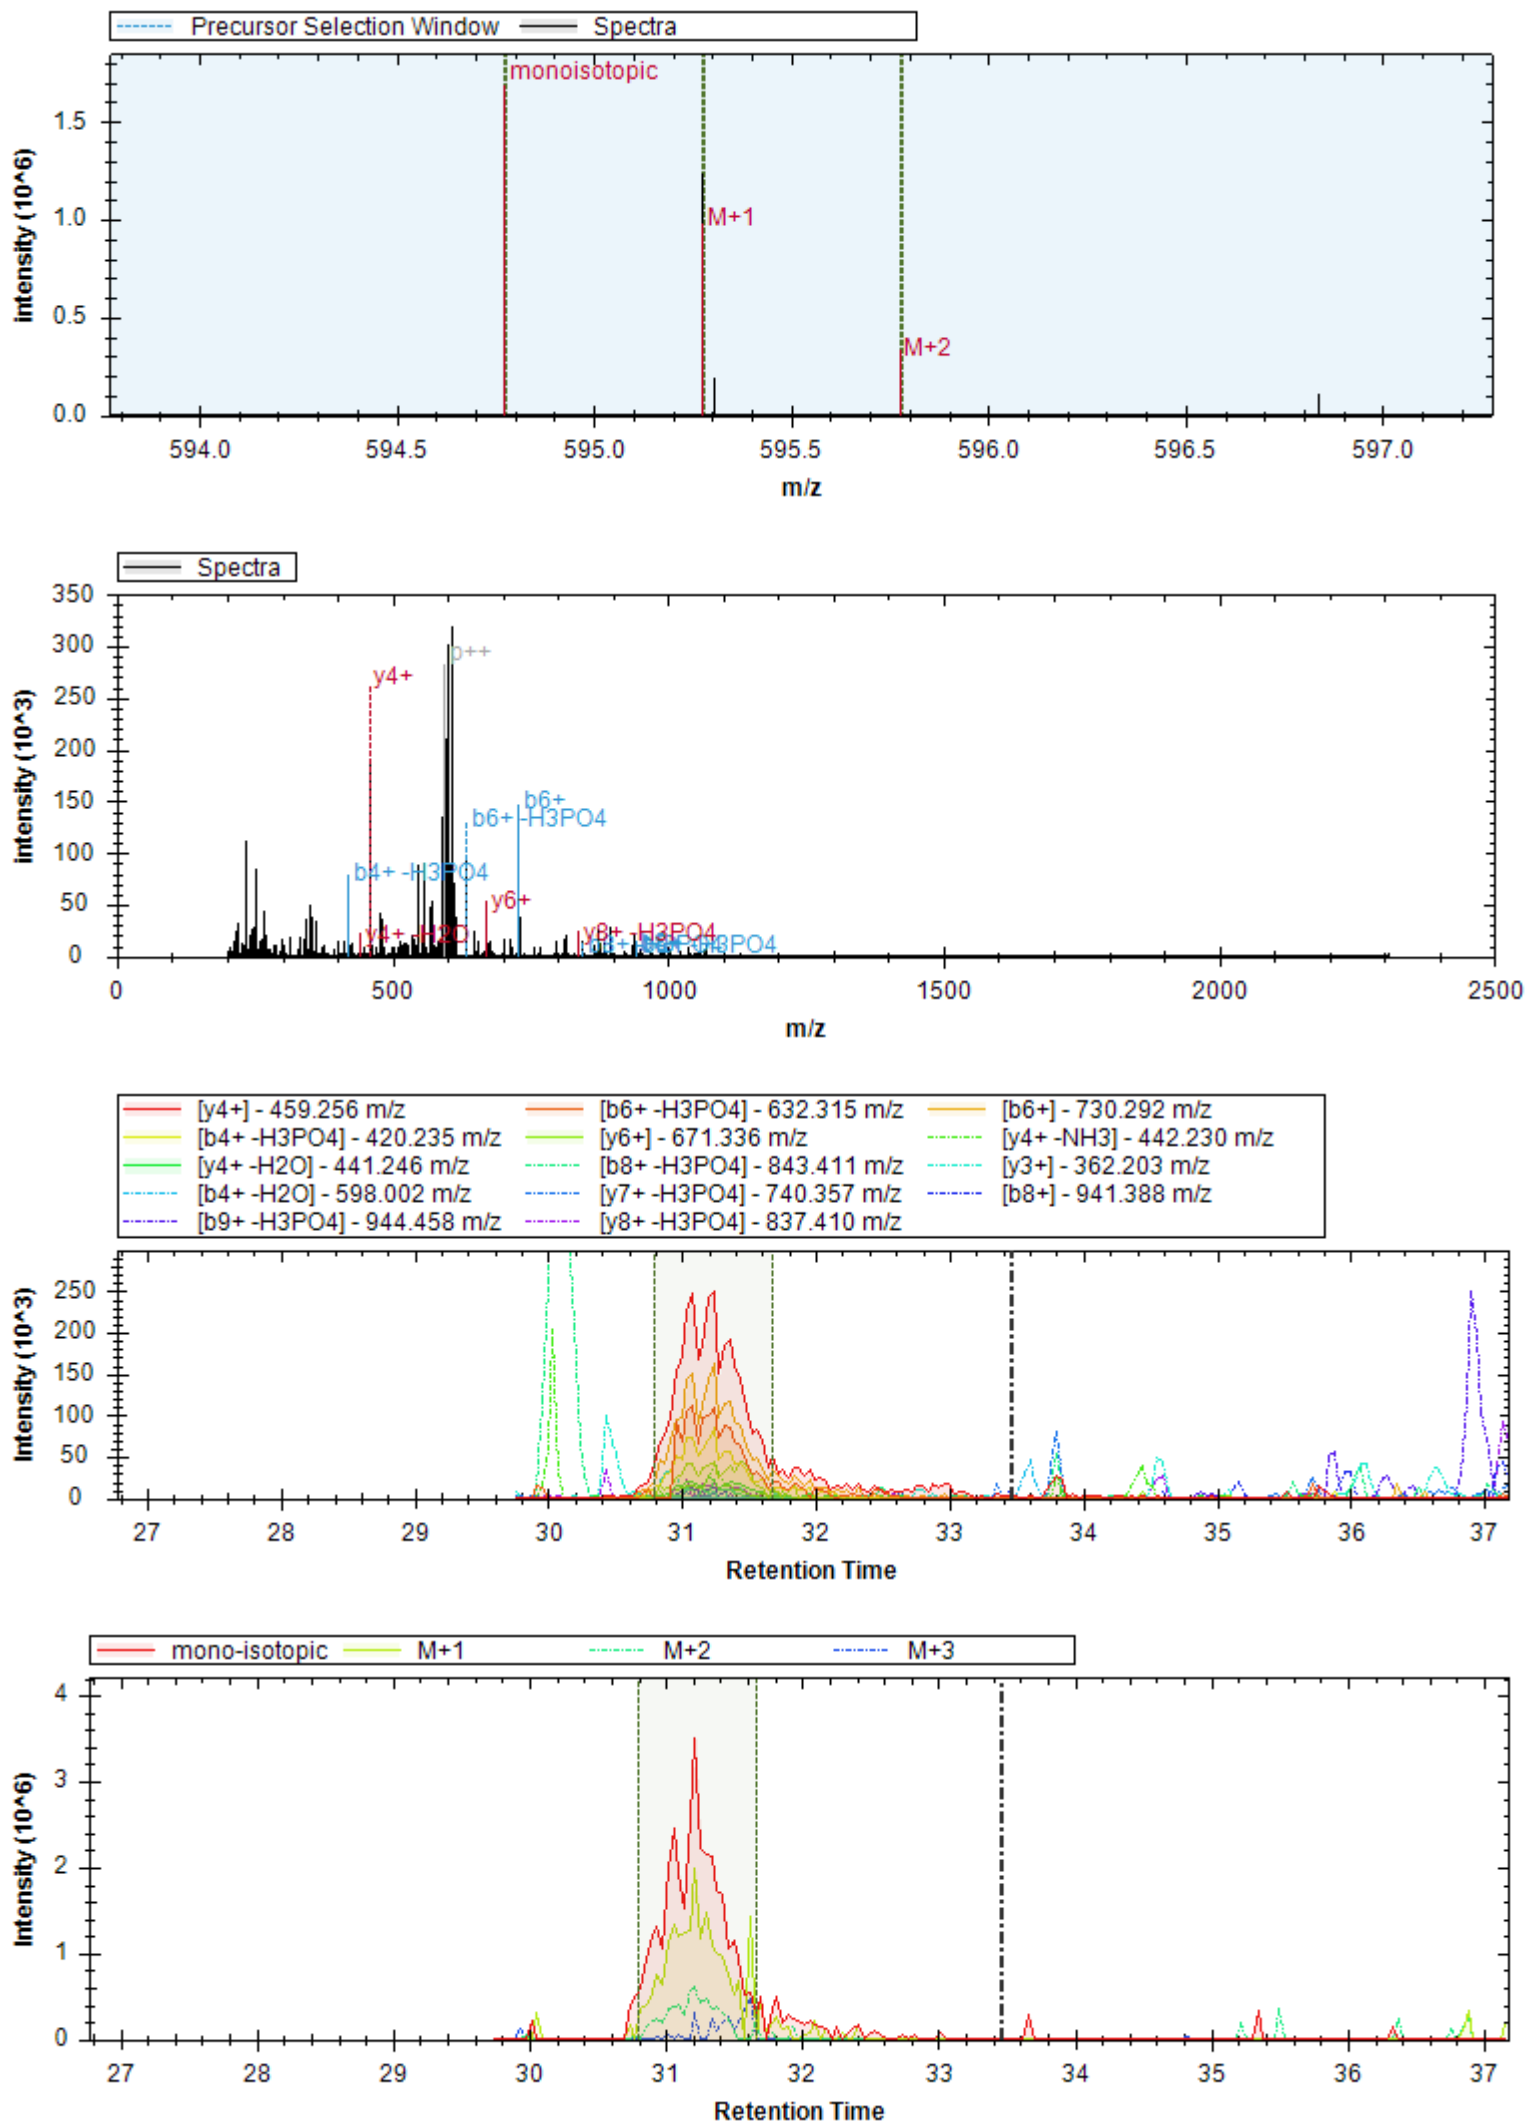 Precursor Selection Window Spectra
monoisotopic
M+1
M+2
1.5
1.0
0.5
0.0
intensity (10^6)
594.0 594.5 595.0 595.5 596.0 596.5 597.0
m/z
Spectra
350
300
250
200
150
100
50
0
intensity (10^3)
p++
y4+
b6+
b6+ -H3PO4
b4+ -H3PO4
y6+
y4+ -H2O
y8+ -H3PO4
0 500 1000 1500 2000 2500
m/z
[y4+] - 459.256 m/z [b6+ -H3PO4] - 632.315 m/z [b6+] - 730.292 m/z
[b4+ -H3PO4] - 420.235 m/z [y6+] - 671.336 m/z [y4+ -NH3] - 442.230 m/z
[y4+ -H2O] - 441.246 m/z [b8+ -H3PO4] - 843.411 m/z [y3+] - 362.203 m/z
[b4+ -H2O] - 598.002 m/z [y7+ -H3PO4] - 740.357 m/z [b8+] - 941.388 m/z
[b9+ -H3PO4] - 944.458 m/z [y8+ -H3PO4] - 837.410 m/z
250
200
150
100
50
0
Intensity (10^3)
27 28 29 30 31 32 33 34 35 36 37
Retention Time
mono-isotopic M+1 M+2 M+3
4
3
2
1
0
Intensity (10^6)
27 28 29 30 31 32 33 34 35 36 37
Retention Time